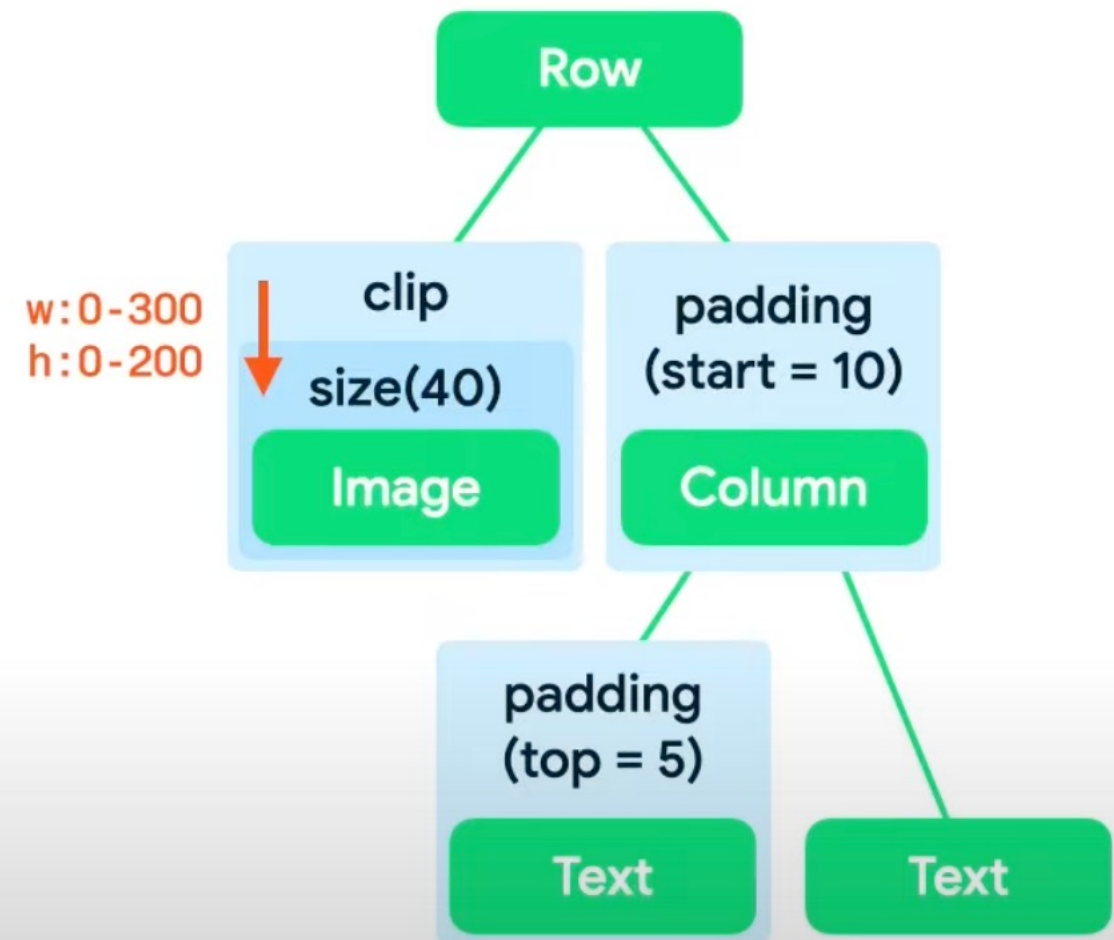 Row
w:0-300
h:0-200
clip
size(40)
Image
padding
(start = 10)
Column
padding
(top = 5)
Text
Text